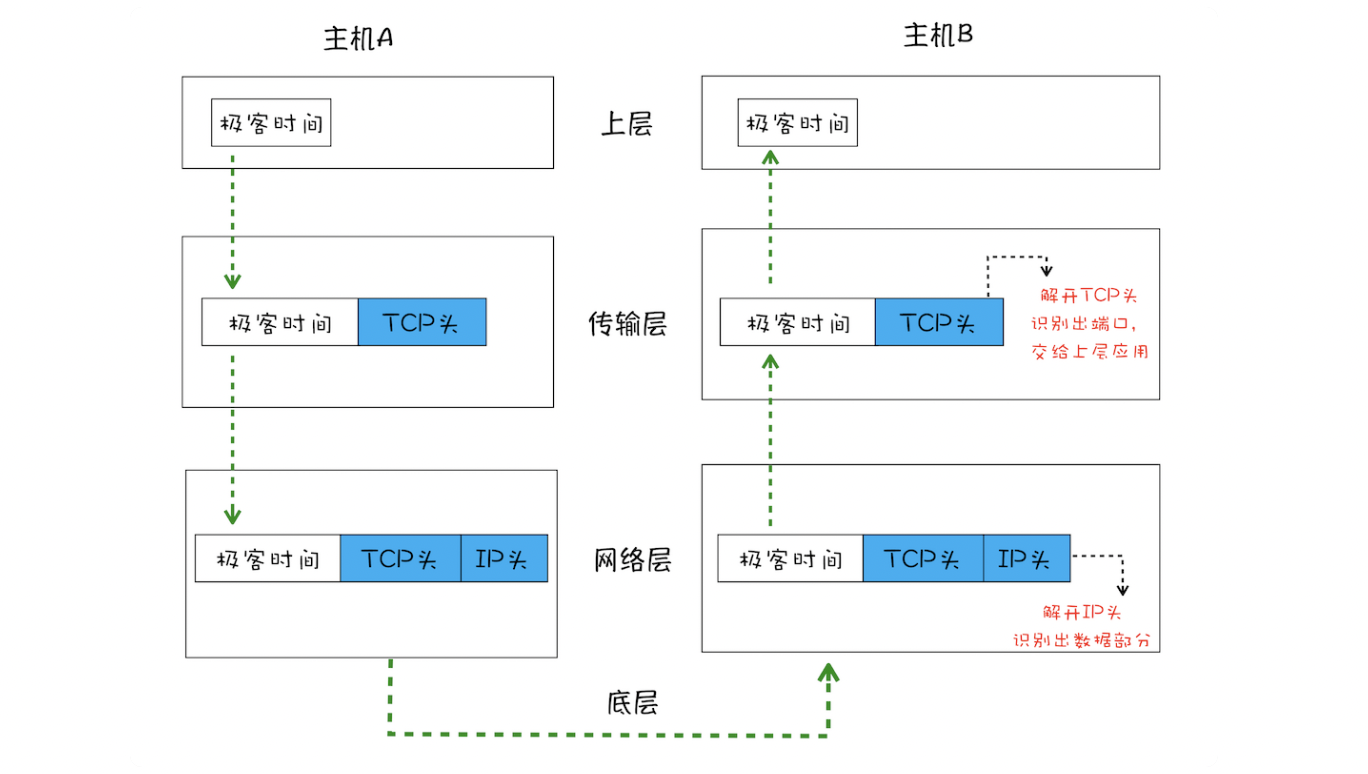 主机A
主机B
极客时间
上层
极客时间
极客时间
TCP头
传输层
极客时间
TCP头
解开TCP头
识别出端口,
交给上层应用
极客时间
TCP头
IP头
网络层
极客时间
TCP头
IP头
解开IP头
识别出数据部分
底层